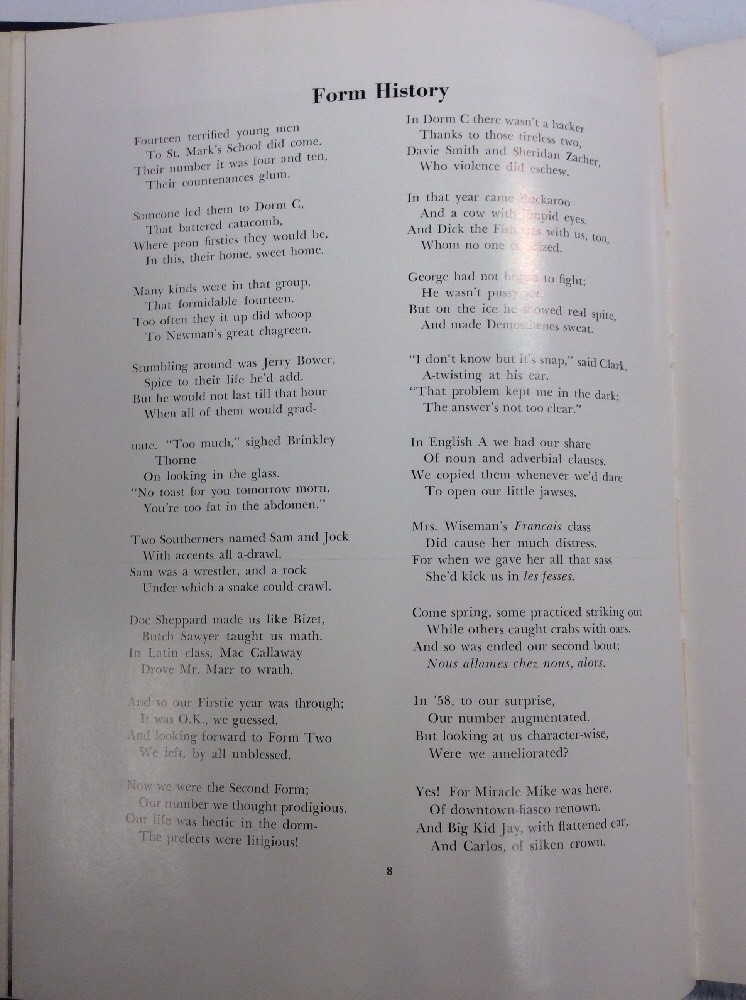 Form History
Fourteen terrified young men
To St. Mark's School did come.
Their number it was four and ten,
Their countenances glum.
Someone led them to Dorm C,
That battered catacomb,
Where peon firsties they would be,
In this, their home, sweet home.
Many kinds were in that group,
That formidable fourteen.
Too often they it up did whoop
To Newman's great chagreen.
Stumbling around was Jerry Bower,
Spice to their life he'd add.
But he would not last till that hour
When all of them would grad-
uate. "Too much," sighed Brinkley
Thorne
On looking in the glass.
"No toast for you tomorrow morn,
You're too fat in the abdomen."
Two Southerners named Sam and Jock
With accents all a-drawl.
Sam was a wrestler, and a rock
Under which a snake could crawl.
Doc Sheppard made us like Bizet,
Butch Sawyer taught us math.
In Latin class, Mac Callaway
Drove Mr. Marr to wrath.
And so our Firstie year was through;
It was O.K., we guessed.
And looking forward to Form Two
We left, by all unblessed.
Now we were the Second Form;
Our number we thought prodigious.
Our life was hectic in the dorm-
The prefects were litigious!
In Dorm C there wasn't a hacker
Thanks to those tireless two,
Davie Smith and Sheridan Zacher,
Who violence did eschew.
In that year came Buckaroo
And a cow with limpid eyes.
And Dick the Fish was with us, too,
Whom no one
George had not begun to fight;
He wasn't pussy yet.
But on the ice he showed real spite,
And made Demosthenes sweat.
"I don't know but it's snap," said Clark,
A-twisting at his ear.
"That problem kept me in the dark;
The answer's not too clear."
In English A we had our share
Of noun and adverbial clauses.
We copied them whenever we'd dare
To open our little jawses.
Mrs. Wiseman's Francais class
Did cause her much distress.
For when we gave her all that sass
She'd kick us in les fesses.
Come spring, some practiced striking out
While others caught crabs with oars.
And so was ended our second bout;
Nous allames chez nous, alors.
In '58, to our surprise,
Our number augmentated.
But looking at us character-wise,
Were we ameliorated?
Yes! For Miracle Mike was here,
Of downtown-fiasco renown.
And Big Kid Jay, with flattened ear,
And Carlos, of silken crown.
8